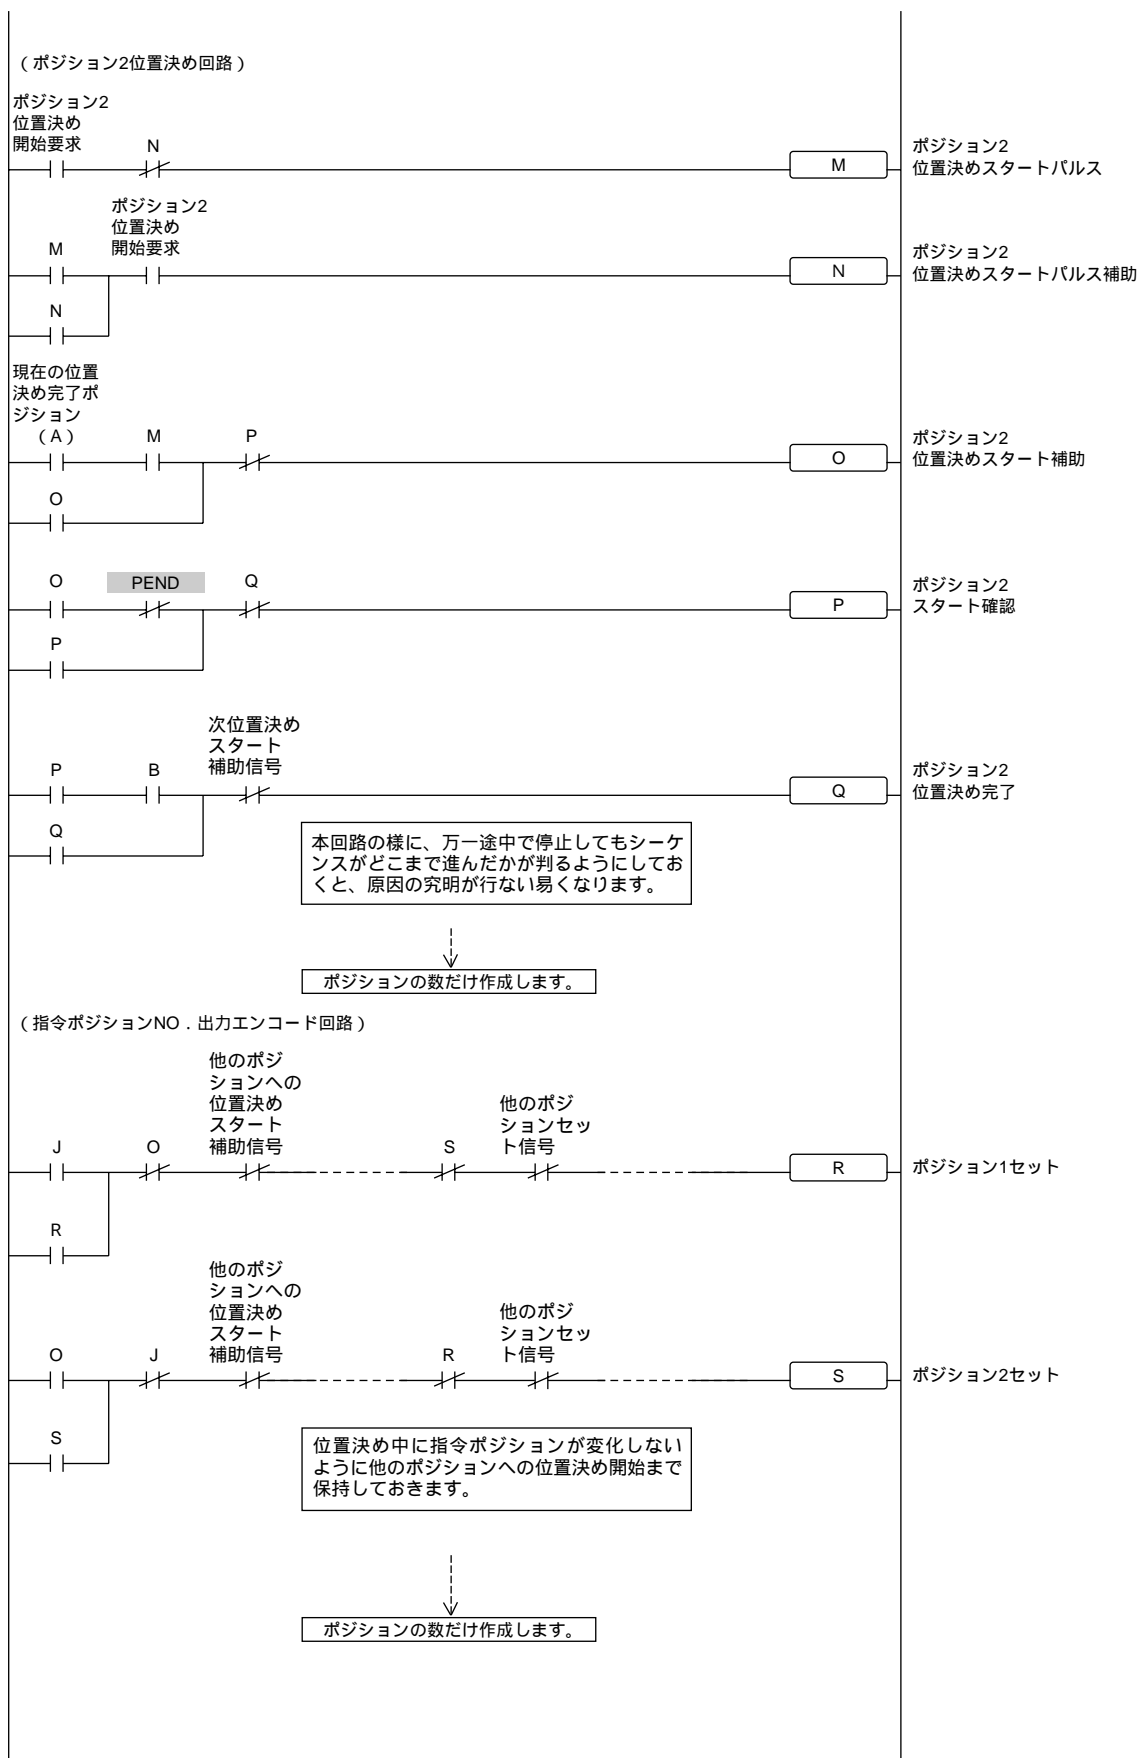 （ポジション2位置決め回路）
ポジション2
位置決め
開始要求
N
M
ポジション2
位置決めスタートパルス
ポジション2
位置決め
開始要求
M
N
ポジション2
位置決めスタートパルス補助
N
現在の位置
決め完了ポ
ジション
（A）
M
P
O
ポジション2
位置決めスタート補助
O
O
PEND
Q
P
ポジション2
スタート確認
P
次位置決め
スタート
補助信号
P
B
Q
ポジション2
位置決め完了
Q
本回路の様に、万一途中で停止してもシーケ
ンスがどこまで進んだかが判るようにしてお
くと、原因の究明が行ない易くなります。
ポジションの数だけ作成します。
（指令ポジションNO．出力エンコード回路）
他のポジ
ションへの
位置決め
スタート
補助信号
他のポジ
ションセッ
ト信号
J
O
S
R
ポジション1セット
R
他のポジ
ションへの
位置決め
スタート
補助信号
他のポジ
ションセッ
ト信号
O
J
R
S
ポジション2セット
S
位置決め中に指令ポジションが変化しない
ように他のポジションへの位置決め開始まで
保持しておきます。
ポジションの数だけ作成します。